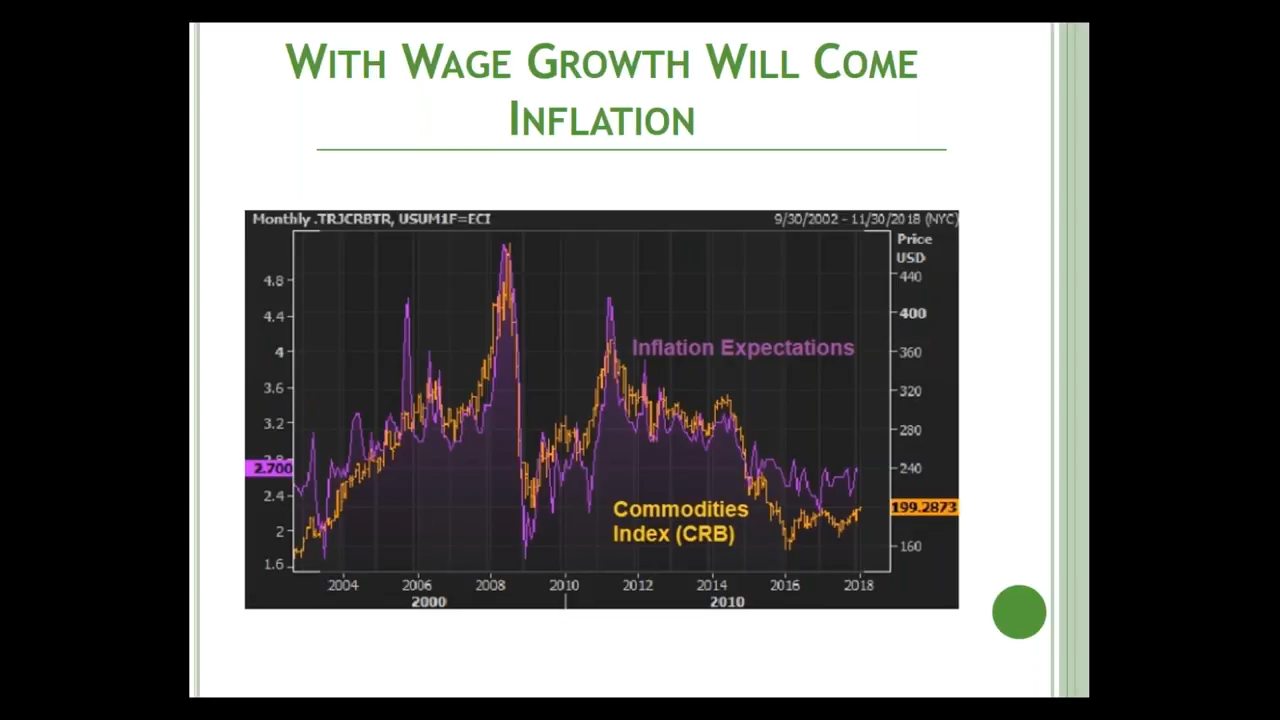 WITH WAGE GROWTH WILL COME
INFLATION
Monthly .TRJCRBTR, USUM1F=ECI 9/30/2002 - 11/30/2018 (NYC)
Price
USD
4.8 440
4.4 400
4 360
Inflation Expectations
3.6 320
3.2 280
2.8 240
2.700
2.4
199.2873
Commodities
Index (CRB)
2 160
1.6
2004 2006 2008 2010 2012 2014 2016 2018
2000 2010